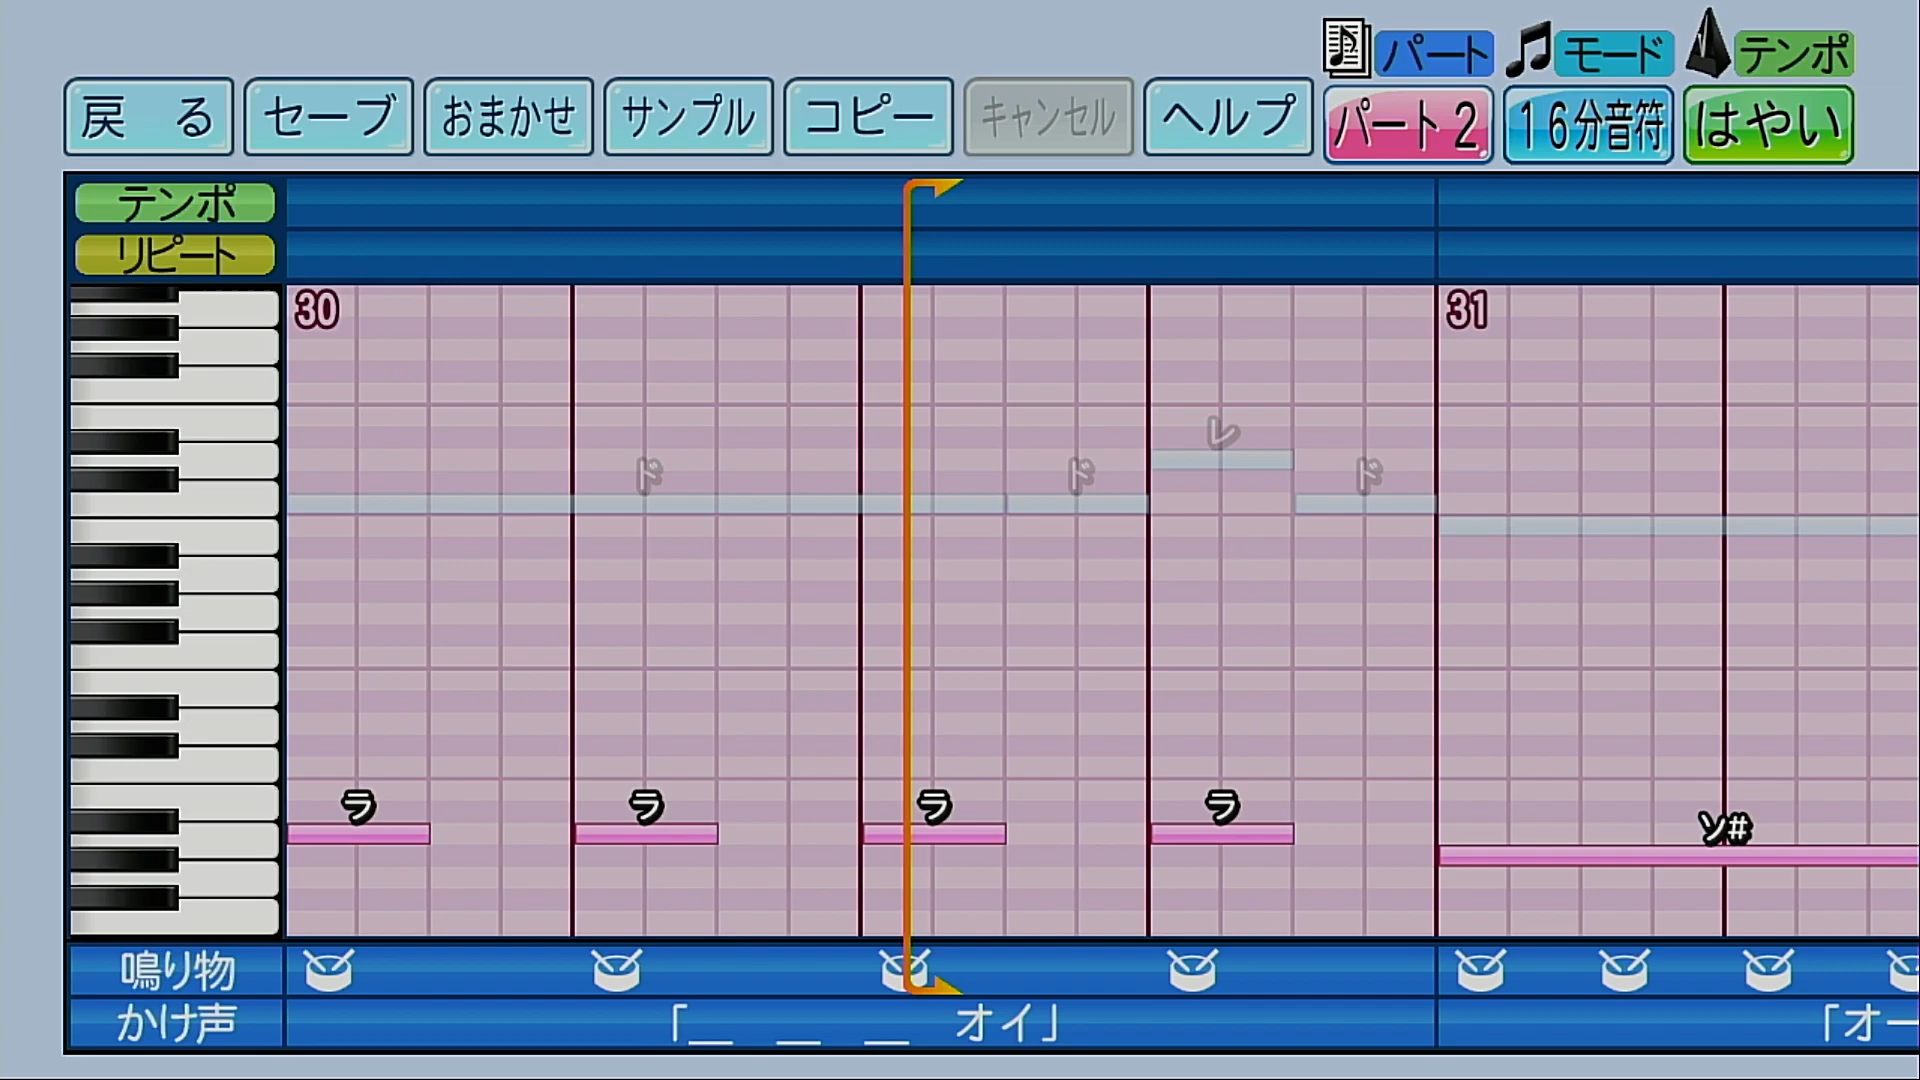 パート モード テンポ
戻る セーブ おまかせ サンプル コピー キャンセル ヘルプ パート2 16分音符 はやい
テンポ
リピート
30 31
レ
ド ド ド
ラ ラ ラ ラ
ソ#
鳴り物
かけ声 「＿ ＿ ＿ オイ」 「オー